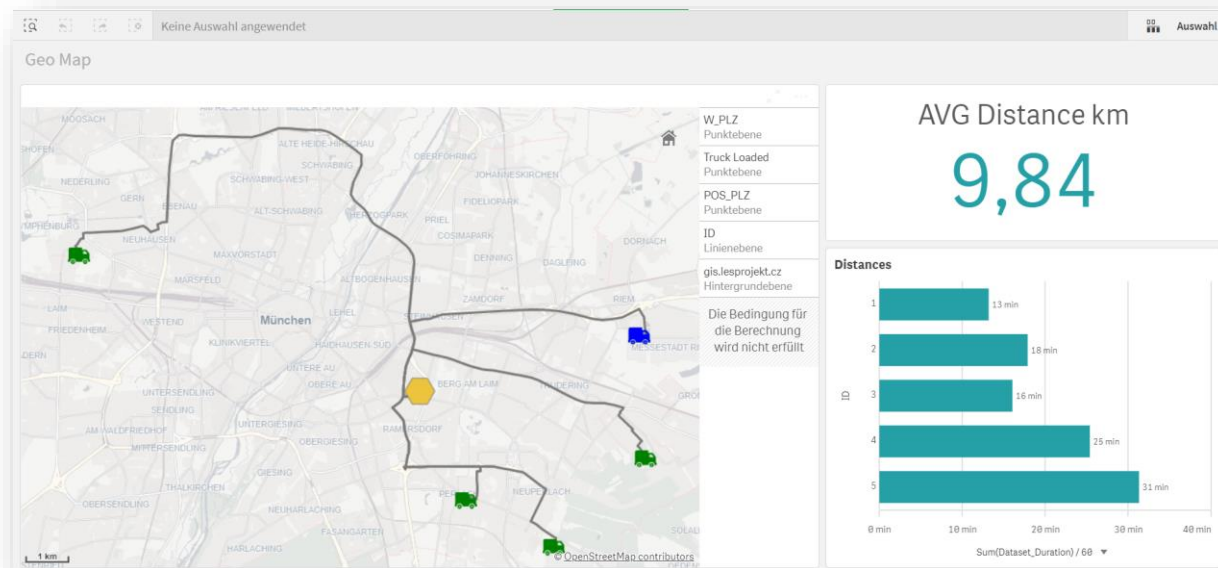 Keine Auswahl angewendet
Auswahl
Geo Map
MOOSACH
ALTE HEIDE-HIRSCHAU
OBERFÖHRING
SCHWABING
JOHANNESKIRCHEN
NEDERLING
SCHWABING-WEST
GERN
EBENAU
ALT-SCHWABING
HERZOGPARK
PRIEL
FIDELIOPARK
COSIMAPARK
NEUHAUSEN
DORNACH
MAXVORSTADT
DENNING
DAGLFING
MARSFELD
ALTBOGENHAUSEN
LAIM
ZAMDORF
RIEM
WESTEND
München
LEHEL
STEINHAUSEN
FRIEDENHEIM
KLINIKVIERTEL
HAIDHAUSEN SÜD
MESSESTADT RI
UNTERE AU
OBERE AU
BERG AM LAIM
TRUDERING
UNTERSENDLING
SENDLING
UNTERGIESING
RAMERSDORF
AM WALDFRIEDHOF
OBERGIESING
MITTERSENDLING
GIESING
THALKIRCHEN
NEUPERLACH
OBERSENDLING
NEUHARLACHING
FASANGARTEN
HARLACHING
1 km
© OpenStreetMap contributors
W_PLZ
Punktebene
Truck Loaded
Punktebene
POS_PLZ
Punktebene
ID
Linienebene
gis.lesprojekt.cz
Hintergrundebene
Die Bedingung für
die Berechnung
wird nicht erfüllt
AVG Distance km
9,84
Distances
ID
1
13 min
2
18 min
3
16 min
4
25 min
5
31 min
0 min
10 min
20 min
30 min
40 min
Sum(Dataset_Duration) / 60